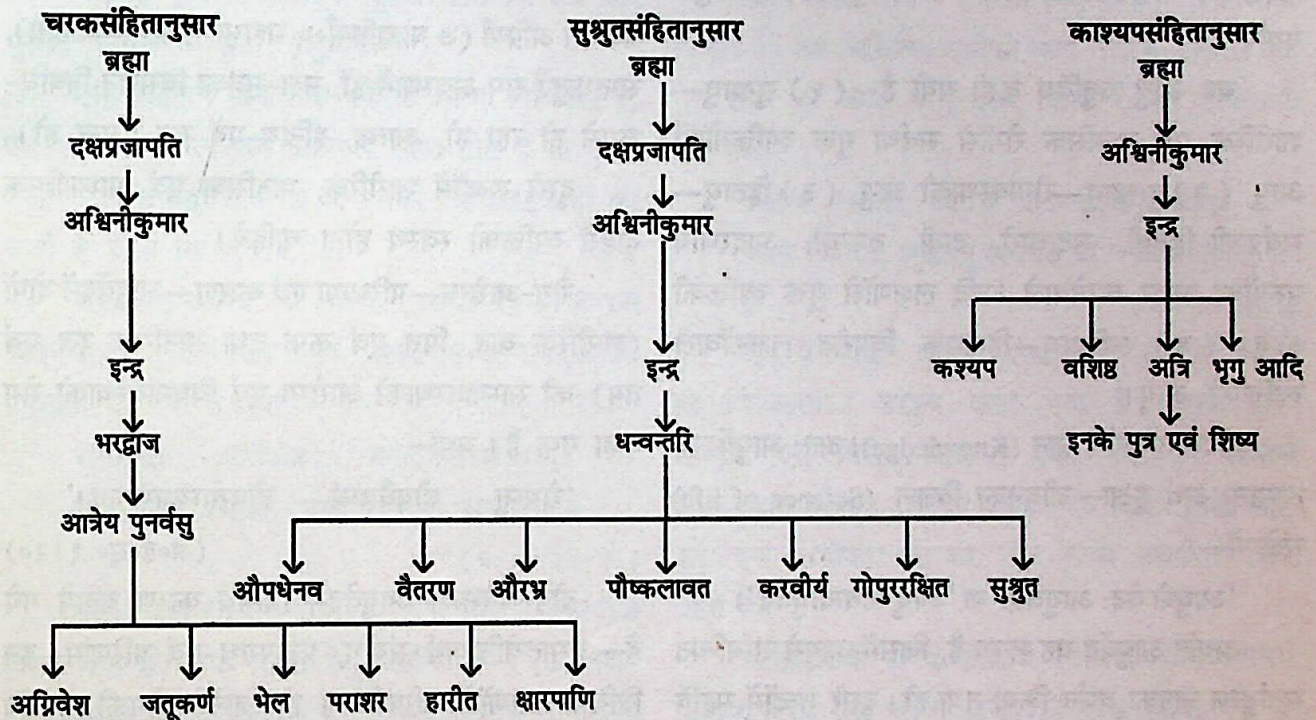 चरकसंहितानुसार
ब्रह्मा
दक्षप्रजापति
अश्विनीकुमार
इन्द्र
भरद्वाज
आत्रेय पुनर्वसु
अग्निवेश जतूकर्ण भेल पराशर हारीत क्षारपाणि
सुश्रुतसंहितानुसार
ब्रह्मा
दक्षप्रजापति
अश्विनीकुमार
इन्द्र
धन्वन्तरि
औपधेनव वैतरण औरभ्र पौष्कलावत करवीर्य गोपुररक्षित सुश्रुत
काश्यपसंहितानुसार
ब्रह्मा
अश्विनीकुमार
इन्द्र
कश्यप वशिष्ठ अत्रि भृगु आदि
इनके पुत्र एवं शिष्य